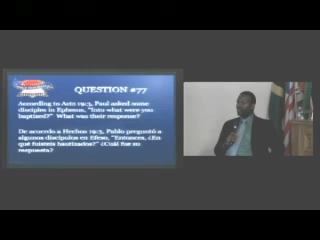 QUESTION #77
According to Acts 19:3, Paul asked some
disciples in Ephesus, "Into what were you
baptized?" What was their response?
De acuerdo a Hechos 19:3, Pablo preguntó a
algunos discípulos en Efeso, "Entonces, ¿En
qué fuisteis bautizados?" ¿Cuál fue su
respuesta?